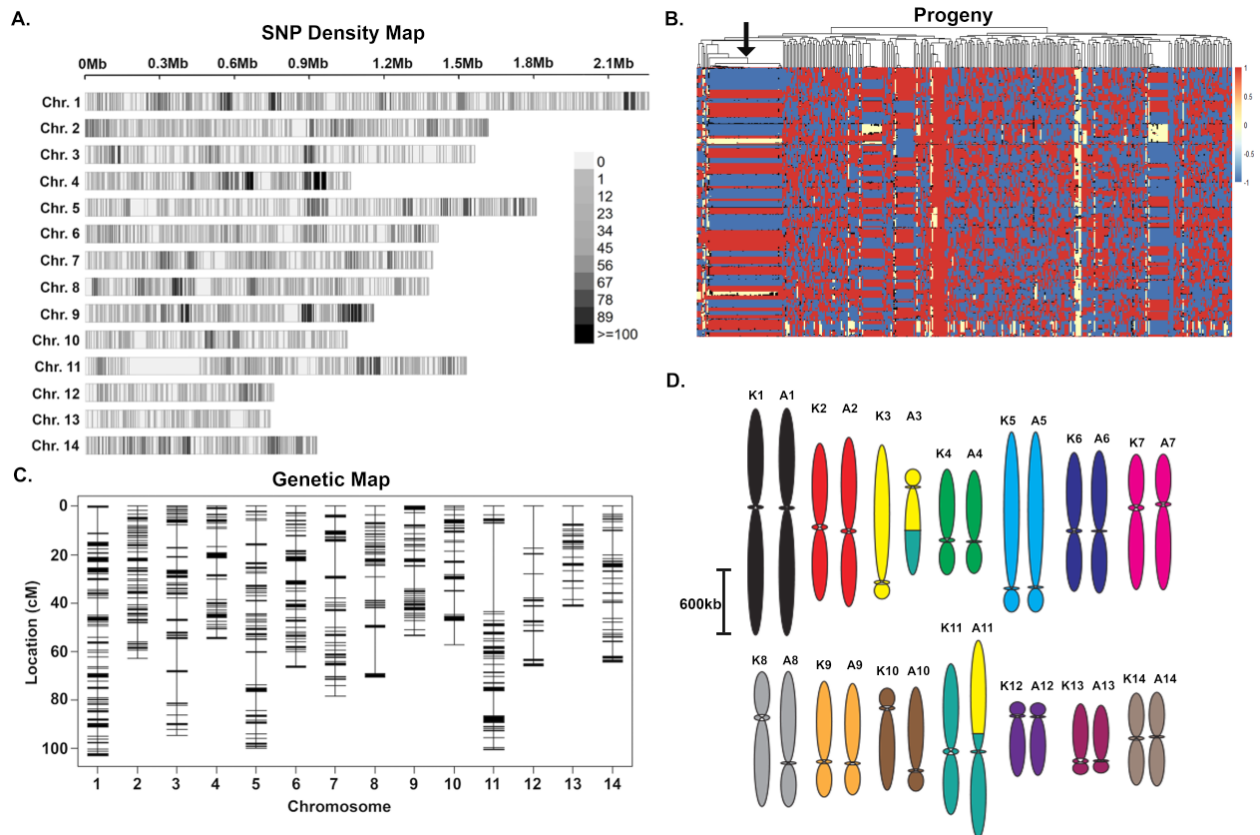 A.
SNP Density Map
0Mb 0.3Mb 0.6Mb 0.9Mb 1.2Mb 1.5Mb 1.8Mb 2.1Mb
Chr. 1
Chr. 2
Chr. 3
Chr. 4
Chr. 5
Chr. 6
Chr. 7
Chr. 8
Chr. 9
Chr. 10
Chr. 11
Chr. 12
Chr. 13
Chr. 14
0
1
12
23
34
45
56
67
78
89
>=100
B.
Progeny
1
0.5
0
-0.5
-1
C.
Genetic Map
Location (cM)
0
20
40
60
80
100
1 2 3 4 5 6 7 8 9 10 11 12 13 14
Chromosome
D.
K1 A1 K2 A2 K3 A3 K4 A4 K5 A5 K6 A6 K7 A7
600kb
K8 A8 K9 A9 K10 A10 K11 A11 K12 A12 K13 A13 K14 A14